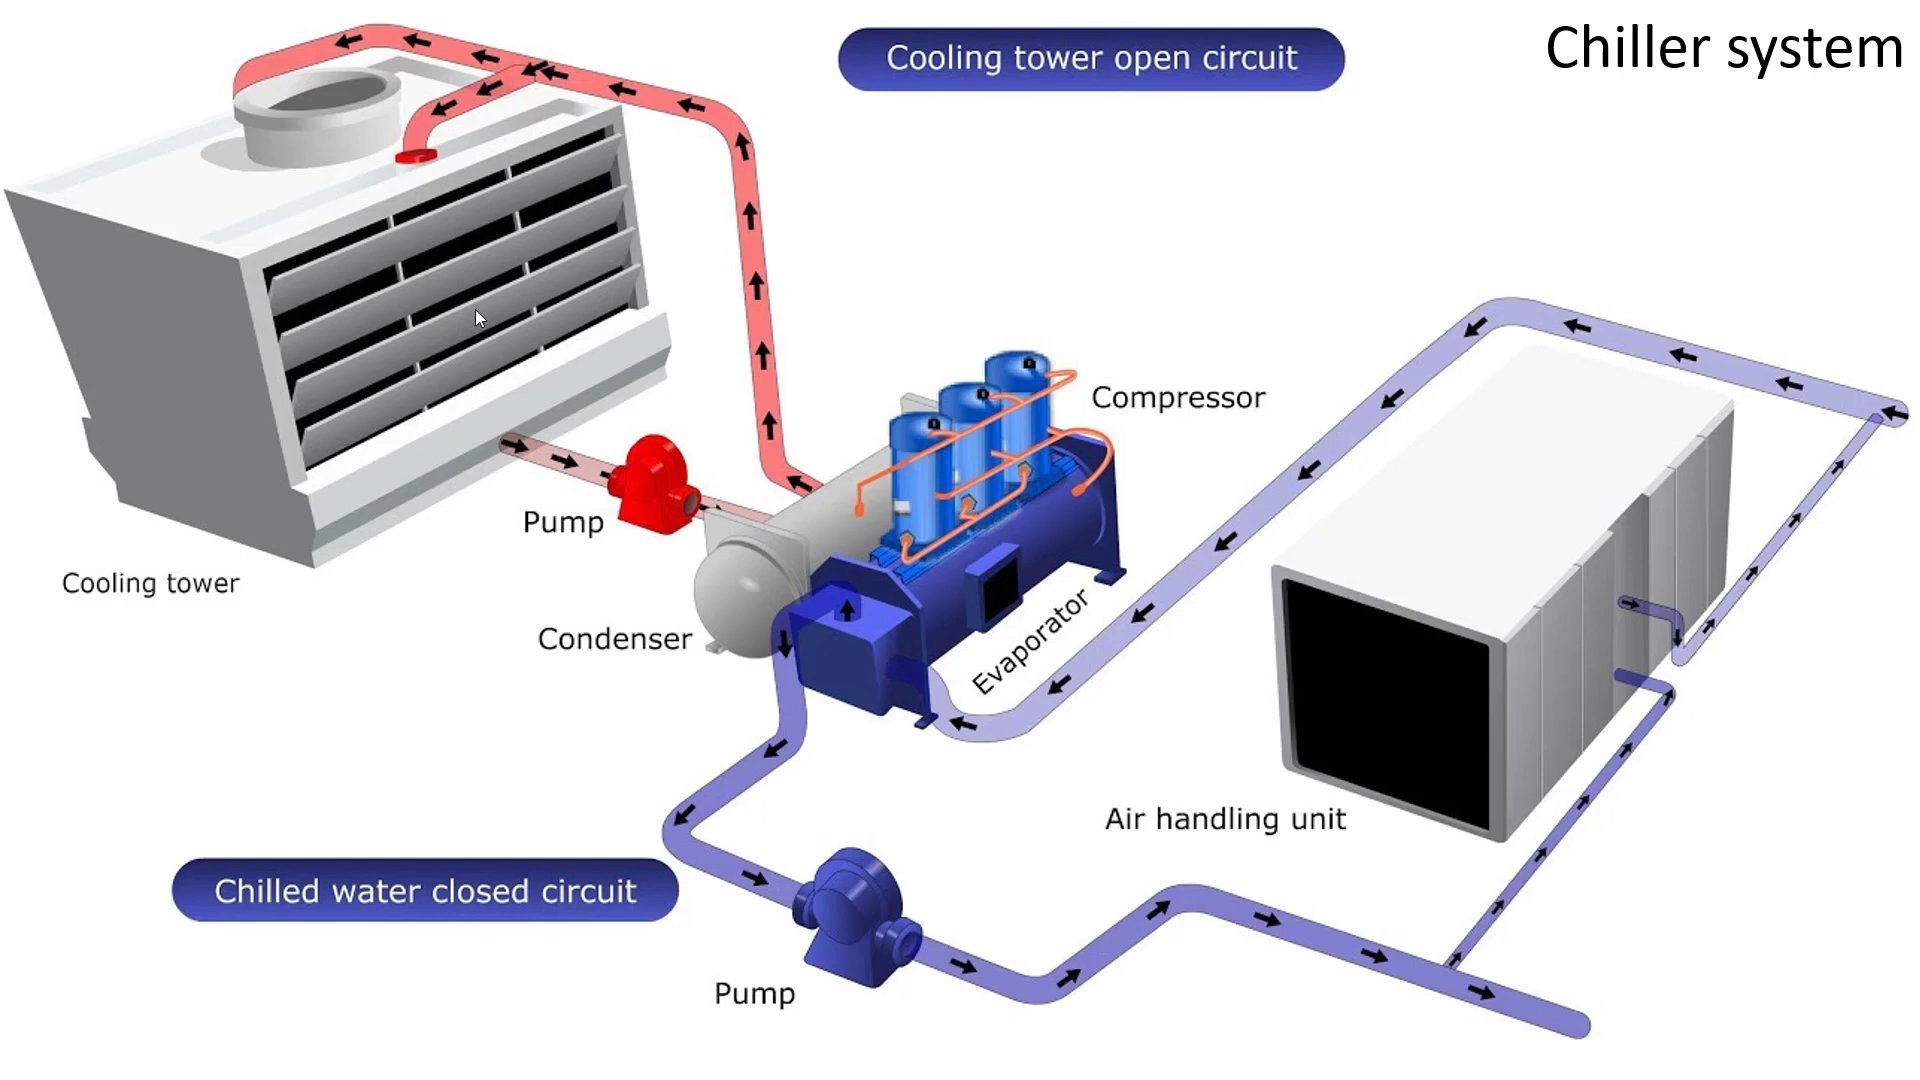 Chiller system
Cooling tower open circuit
Compressor
Pump
Cooling tower
Condenser
Evaporator
Air handling unit
Chilled water closed circuit
Pump